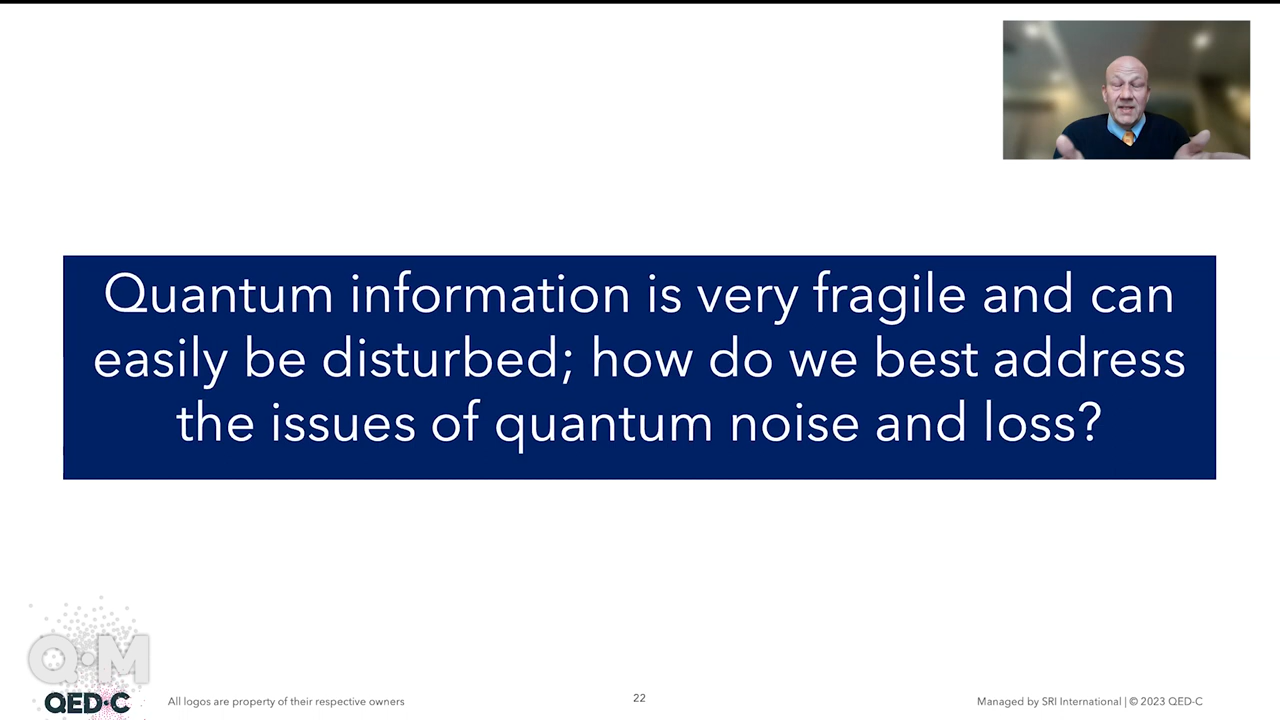 Quantum information is very fragile and can
easily be disturbed; how do we best address
the issues of quantum noise and loss?
Q·M
QED·C
All logos are property of their respective owners
22
Managed by SRI International | © 2023 QED-C